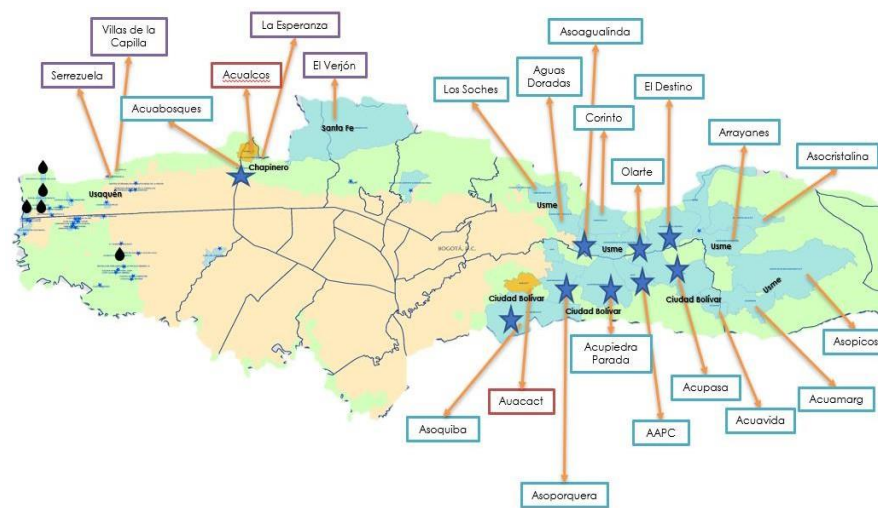 Villas de la
Capilla
La Esperanza
Asoagualinda
Serrezuela
Acualcos
El Verjón
Acuabosques
Los Soches
Aguas
Doradas
El Destino
Corinto
Arrayanes
Olarte
Asocristalina
Santa Fe
Chapinero
Usaquén
Usme
Usme
Usme
Usme
BOGOTÁ, D.C.
Ciudad Bolívar
Ciudad Bolívar
Ciudad Bolívar
Acupiedra
Parada
Asopicos
Asoquiba
Auacact
Acupasa
Acuamarg
AAPC
Acuavida
Asoporquera